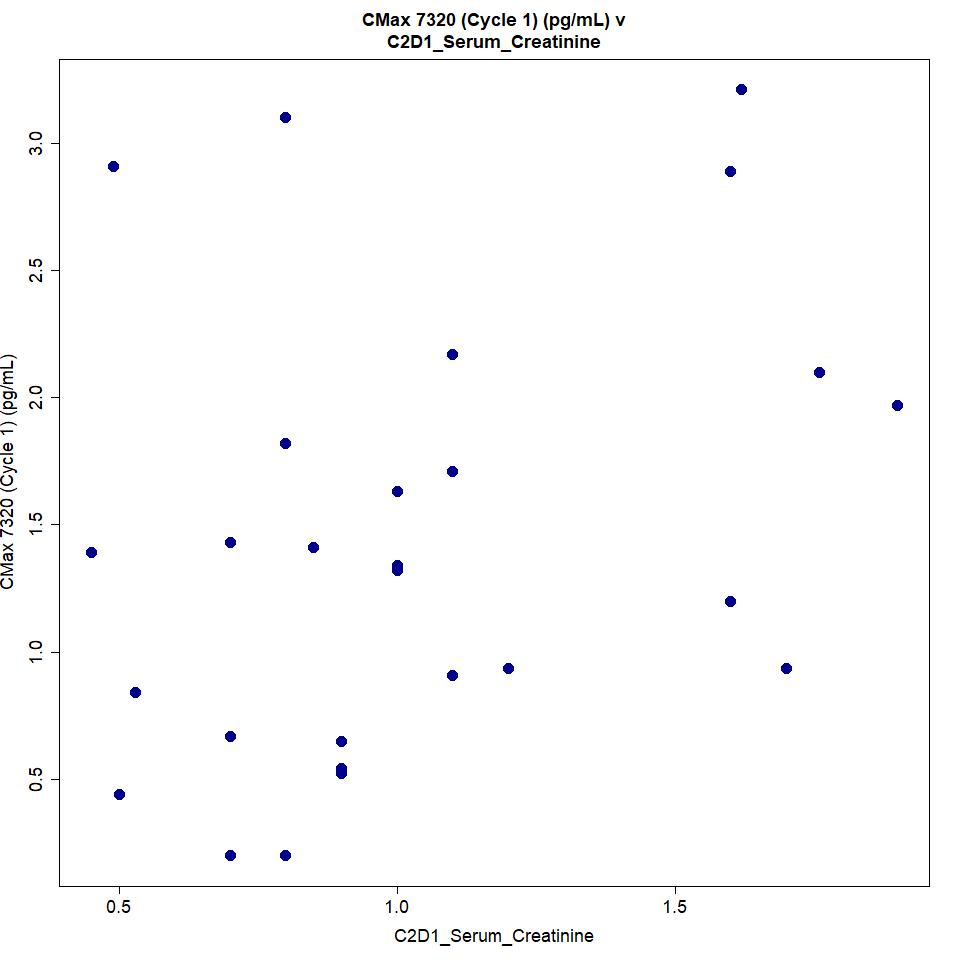 CMax 7320 (Cycle 1) (pg/mL) v
C2D1_Serum_Creatinine
3.0
2.5
2.0
1.5
1.0
0.5
CMax 7320 (Cycle 1) (pg/mL)
0.5
1.0
1.5
C2D1_Serum_Creatinine